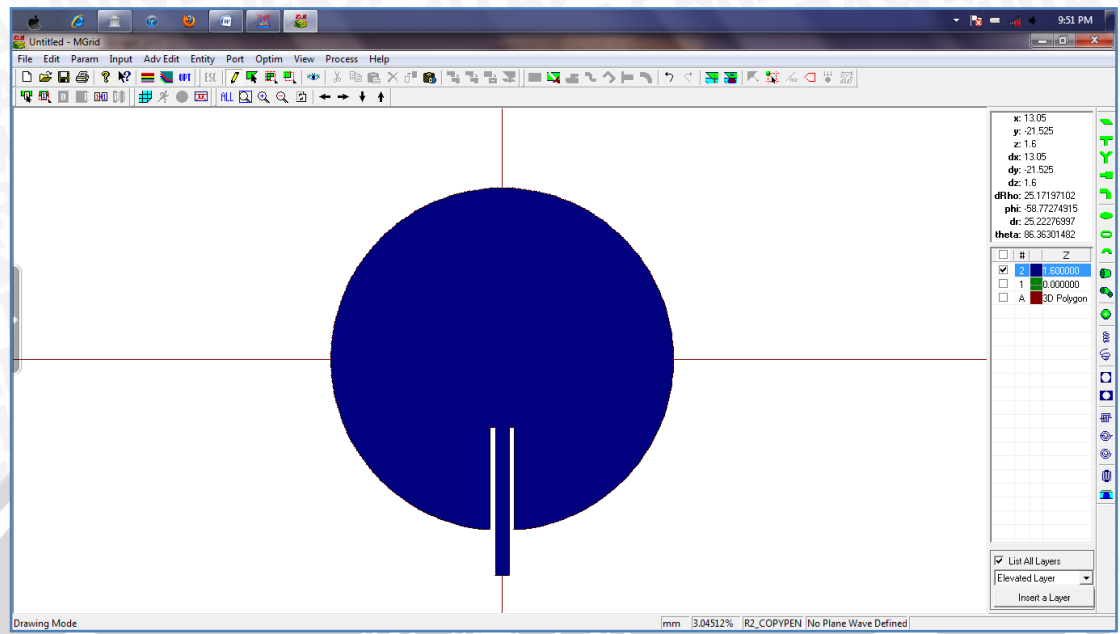 9:51 PM
Untitled - MGrid
File Edit Param Input Adv Edit Entity Port Optim View Process Help
OPT ESC
ALL
x: 13.05
y: -21.525
z: 1.6
dx: 13.05
dy: -21.525
dz: 1.6
dRho: 25.17197102
phi: -58.77274915
dr: 25.22276997
theta: 86.36301482
# Z
2 1.600000
1 0.000000
A 3D Polygon
List All Layers
Elevated Layer
Insert a Layer
Drawing Mode mm 3.04512% R2_COPYPEN No Plane Wave Defined